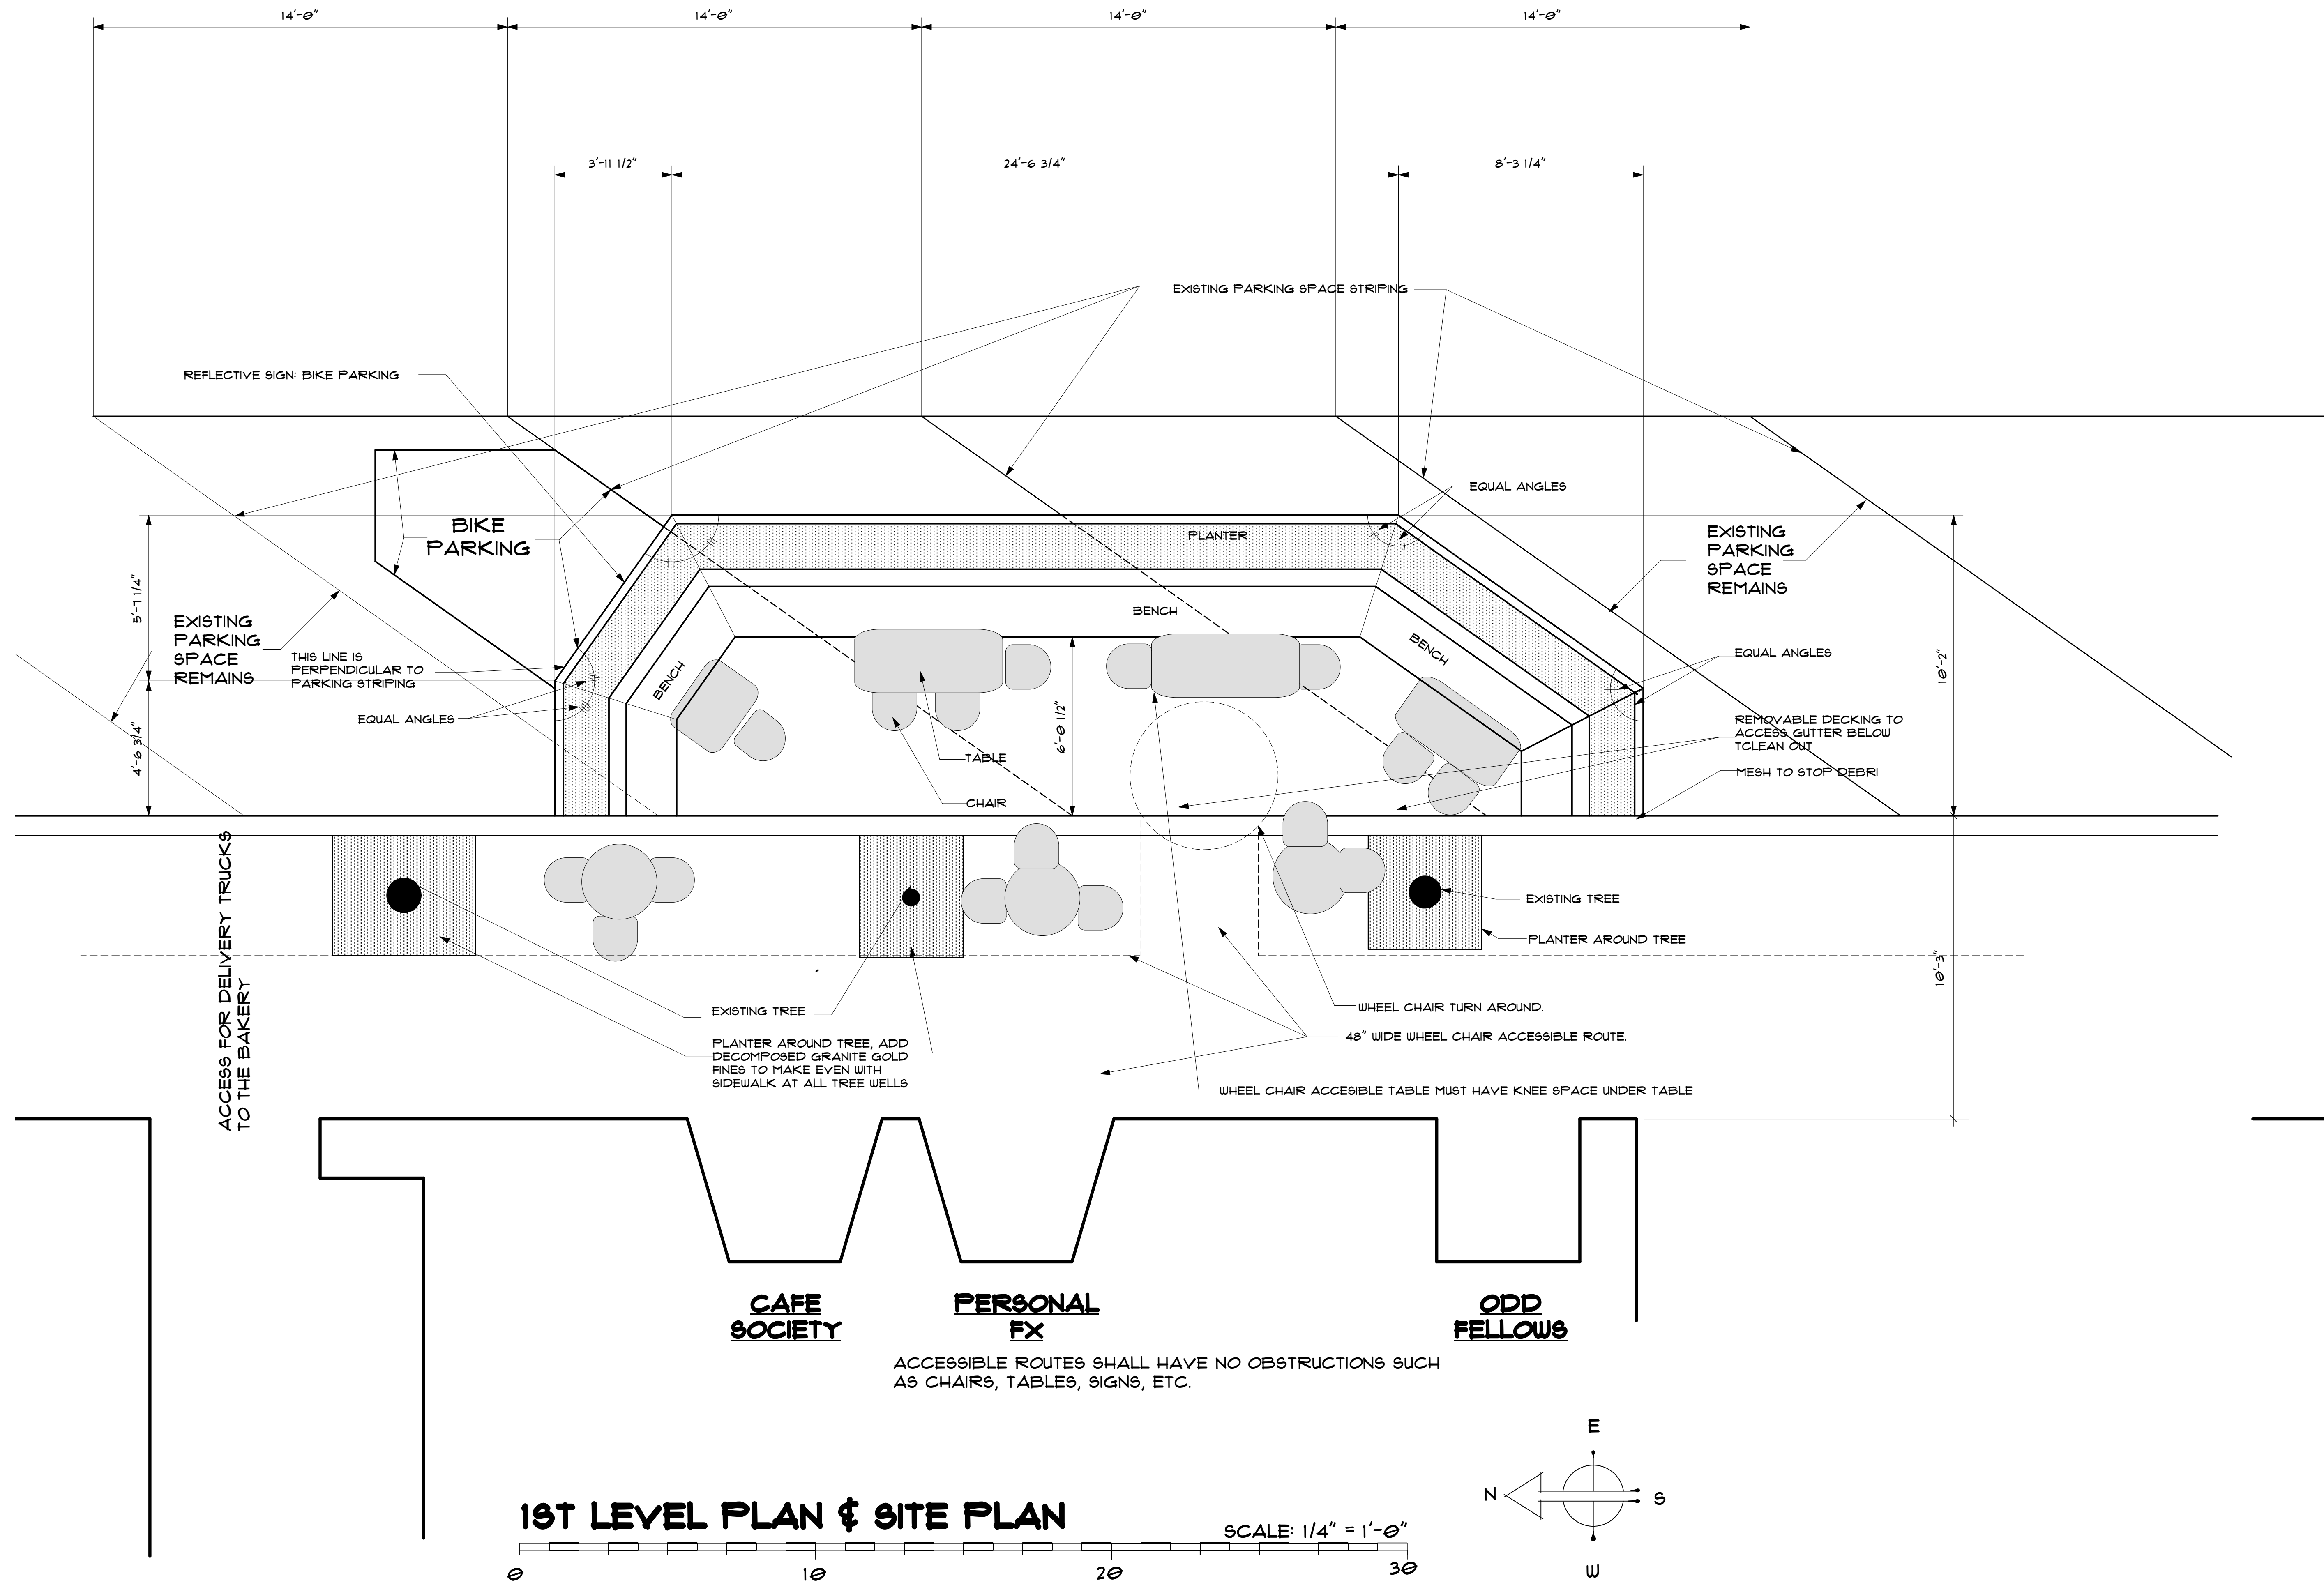 14'-0" 14'-0" 14'-0" 14'-0"
3'-11 1/2" 24'-6 3/4" 8'-3 1/4"
EXISTING PARKING SPACE STRIPING
REFLECTIVE SIGN: BIKE PARKING
EQUAL ANGLES
BIKE
PARKING
PLANTER
EXISTING
PARKING
SPACE
REMAINS
5'-7 1/4"
EXISTING
PARKING
SPACE
REMAINS
THIS LINE IS
PERPENDICULAR TO
PARKING STRIPING
BENCH
BENCH
BENCH
EQUAL ANGLES
10'-2"
EQUAL ANGLES
4'-6 3/4"
6'-0 1/2"
REMOVABLE DECKING TO
ACCESS GUTTER BELOW
TCLEAN OUT
TABLE
MESH TO STOP DEBRI
CHAIR
ACCESS FOR DELIVERY TRUCKS
TO THE BAKERY
EXISTING TREE
PLANTER AROUND TREE
10'-3"
EXISTING TREE
WHEEL CHAIR TURN AROUND.
48" WIDE WHEEL CHAIR ACCESSIBLE ROUTE.
PLANTER AROUND TREE, ADD
DECOMPOSED GRANITE GOLD
FINES TO MAKE EVEN WITH
SIDEWALK AT ALL TREE WELLS
WHEEL CHAIR ACCESIBLE TABLE MUST HAVE KNEE SPACE UNDER TABLE
CAFE
SOCIETY
PERSONAL
FX
ODD
FELLOWS
ACCESSIBLE ROUTES SHALL HAVE NO OBSTRUCTIONS SUCH
AS CHAIRS, TABLES, SIGNS, ETC.
E
N S
W
1ST LEVEL PLAN & SITE PLAN
SCALE: 1/4" = 1'-0"
0 10 20 30